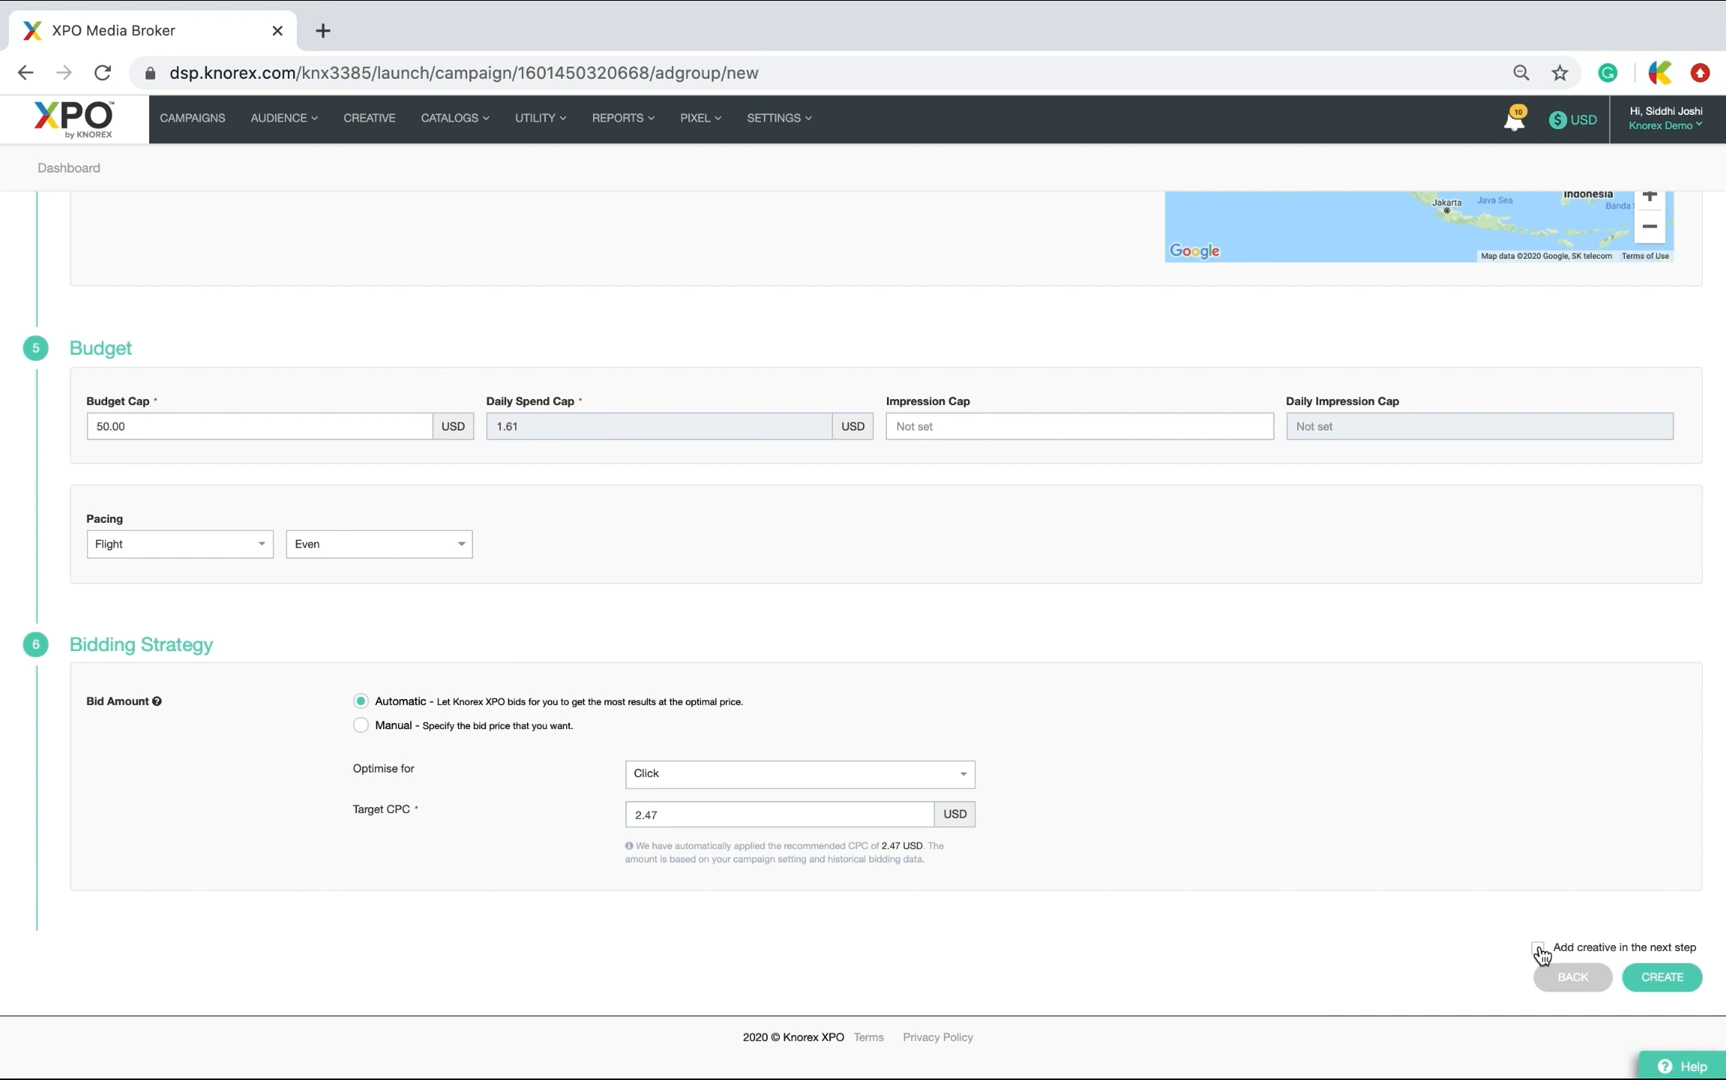 XPO Media Broker
dsp.knorex.com/knx3385/launch/campaign/1601450320668/adgroup/new
XPO™
by KNOREX
CAMPAIGNS
AUDIENCE
CREATIVE
CATALOGS
UTILITY
REPORTS
PIXEL
SETTINGS
10
$ USD
Hi, Siddhi Joshi
Knorex Demo
Dashboard
Indonesia
Jakarta
Java Sea
Banda
Google
Map data ©2020 Google, SK telecom
Terms of Use
5 Budget
Budget Cap *
Daily Spend Cap *
Impression Cap
Daily Impression Cap
50.00 USD
1.61 USD
Not set
Not set
Pacing
Flight
Even
6 Bidding Strategy
Bid Amount
Automatic - Let Knorex XPO bids for you to get the most results at the optimal price.
Manual - Specify the bid price that you want.
Optimise for
Click
Target CPC *
2.47 USD
We have automatically applied the recommended CPC of 2.47 USD. The
amount is based on your campaign setting and historical bidding data.
Add creative in the next step
BACK
CREATE
2020 © Knorex XPO Terms Privacy Policy
Help